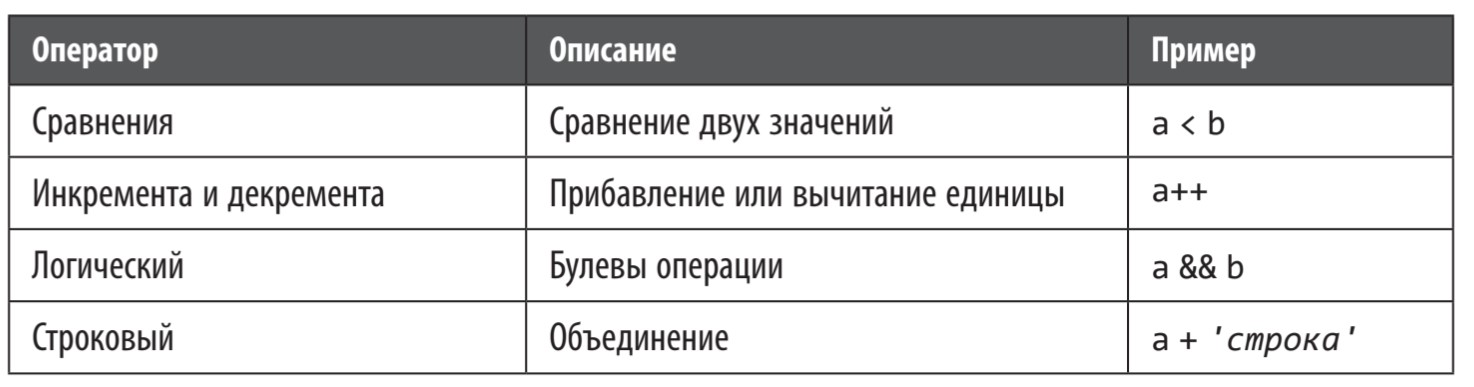 Оператор Описание Пример
Сравнения Сравнение двух значений a < b
Инкремента и декремента Прибавление или вычитание единицы a++
Логический Булевы операции a && b
Строковый Объединение a + 'строка'